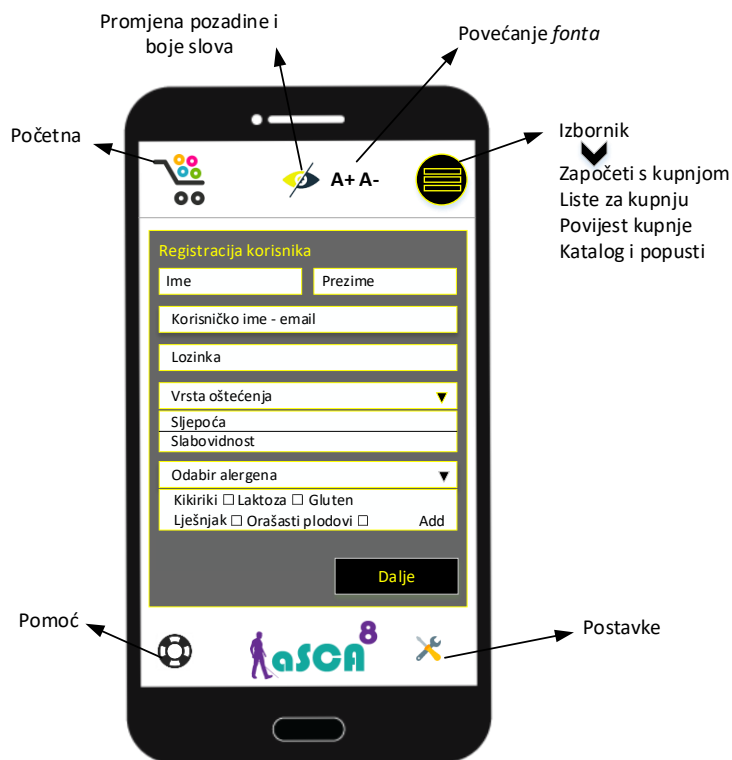 Promjena pozadine i
boje slova
Povećanje fonta
Početna
Izbornik
Započeti s kupnjom
Liste za kupnju
Povijest kupnje
Katalog i popusti
A+ A-
Registracija korisnika
Ime
Prezime
Korisničko ime - email
Lozinka
Vrsta oštećenja
Sljepoća
Slabovidnost
Odabir alergena
Kikiriki □ Laktoza □ Gluten
Lješnjak □ Orašasti plodovi □ Add
Dalje
Pomoć
aSCA8
Postavke